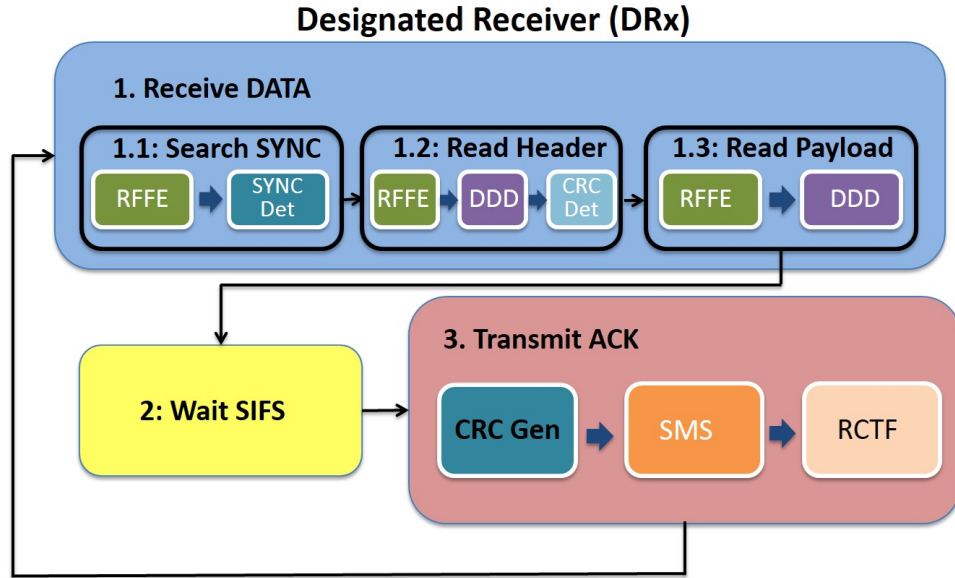 Designated Receiver (DRx)
1. Receive DATA
1.1: Search SYNC
RFFE
SYNC
Det
1.2: Read Header
RFFE
DDD
CRC
Det
1.3: Read Payload
RFFE
DDD
2: Wait SIFS
3. Transmit ACK
CRC Gen
SMS
RCTF